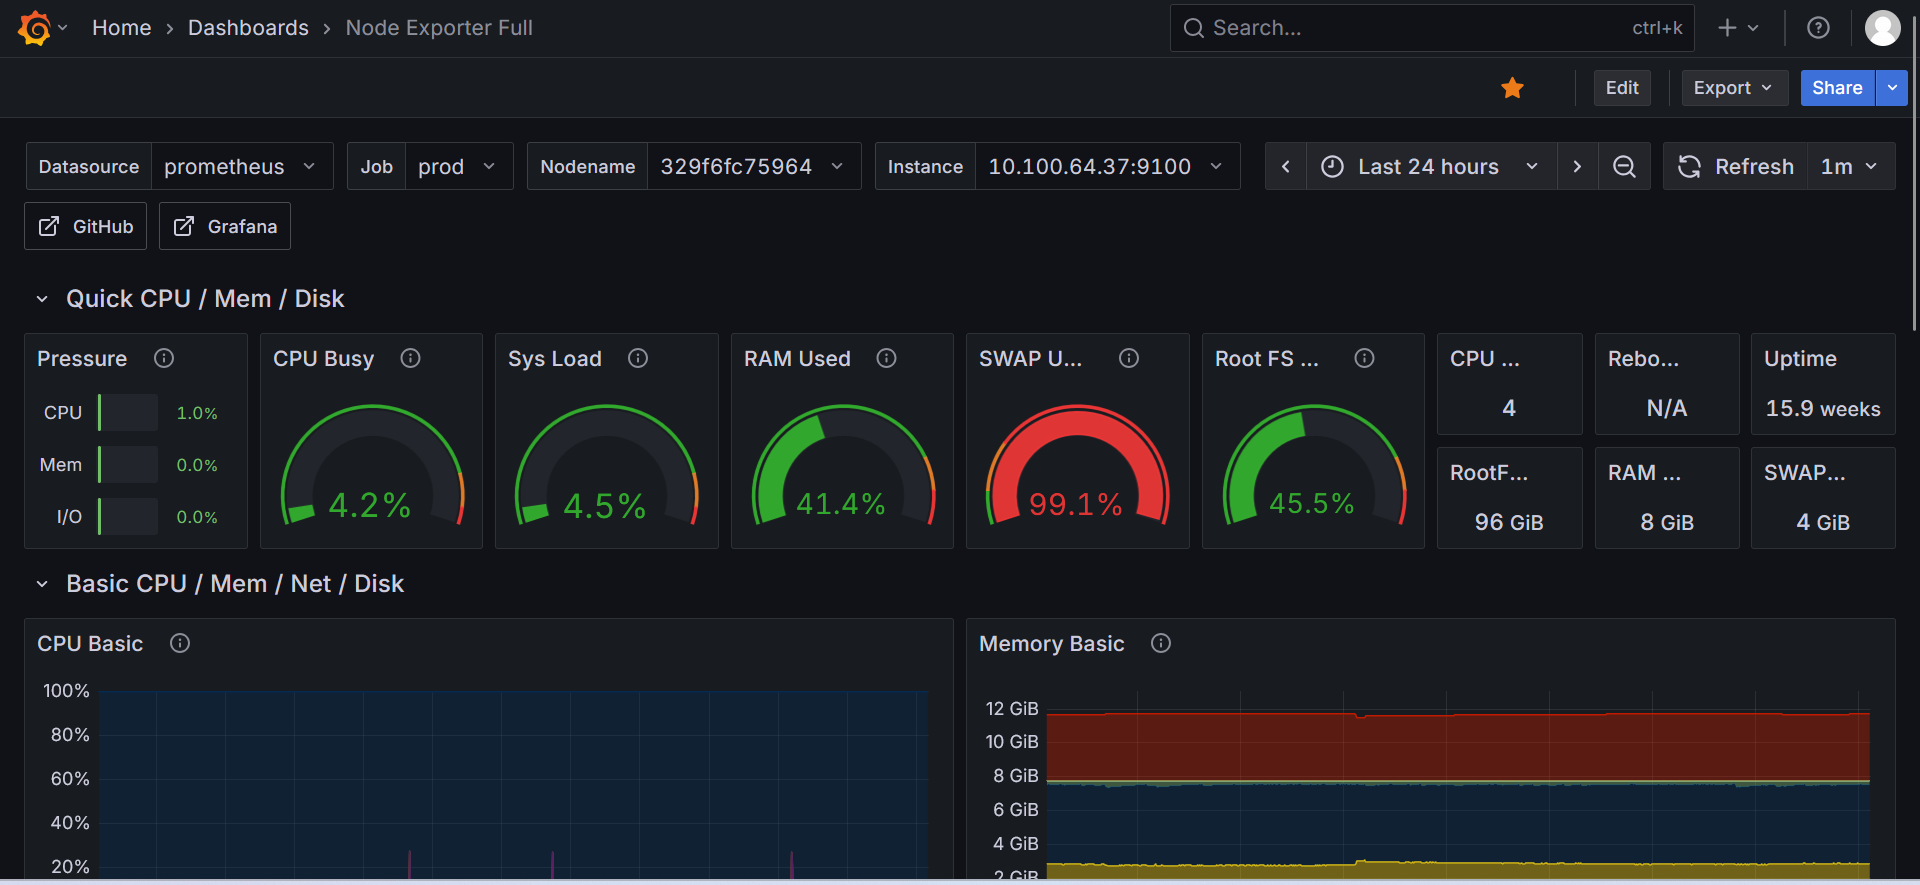 Home › Dashboards › Node Exporter Full
Search... ctrl+k
Edit Export Share
Datasource prometheus Job prod Nodename 329f6fc75964 Instance 10.100.64.37:9100 Last 24 hours Refresh 1m
GitHub Grafana
Quick CPU / Mem / Disk
Pressure
CPU 1.0%
Mem 0.0%
I/O 0.0%
CPU Busy
4.2%
Sys Load
4.5%
RAM Used
41.4%
SWAP U...
99.1%
Root FS ...
45.5%
CPU ...
4
Rebo...
N/A
Uptime
15.9 weeks
RootF...
96 GiB
RAM ...
8 GiB
SWAP...
4 GiB
Basic CPU / Mem / Net / Disk
CPU Basic
100%
80%
60%
40%
20%
Memory Basic
12 GiB
10 GiB
8 GiB
6 GiB
4 GiB
2 GiB